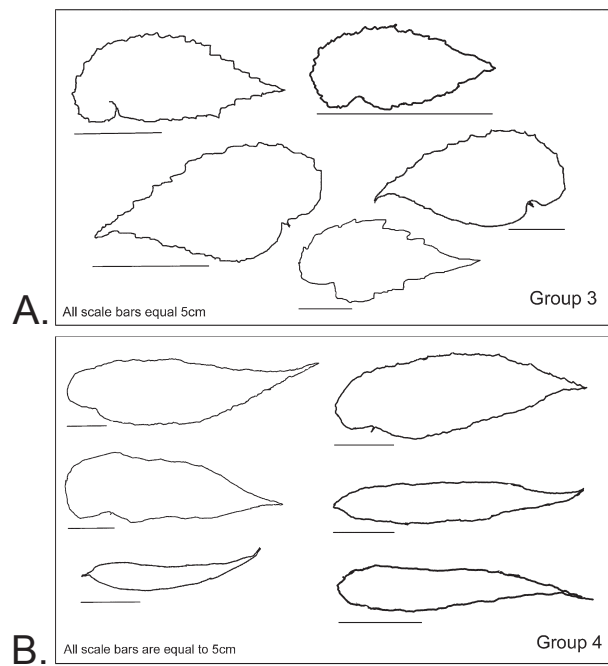 Group 3
A. All scale bars equal 5cm
Group 4
B. All scale bars are equal to 5cm